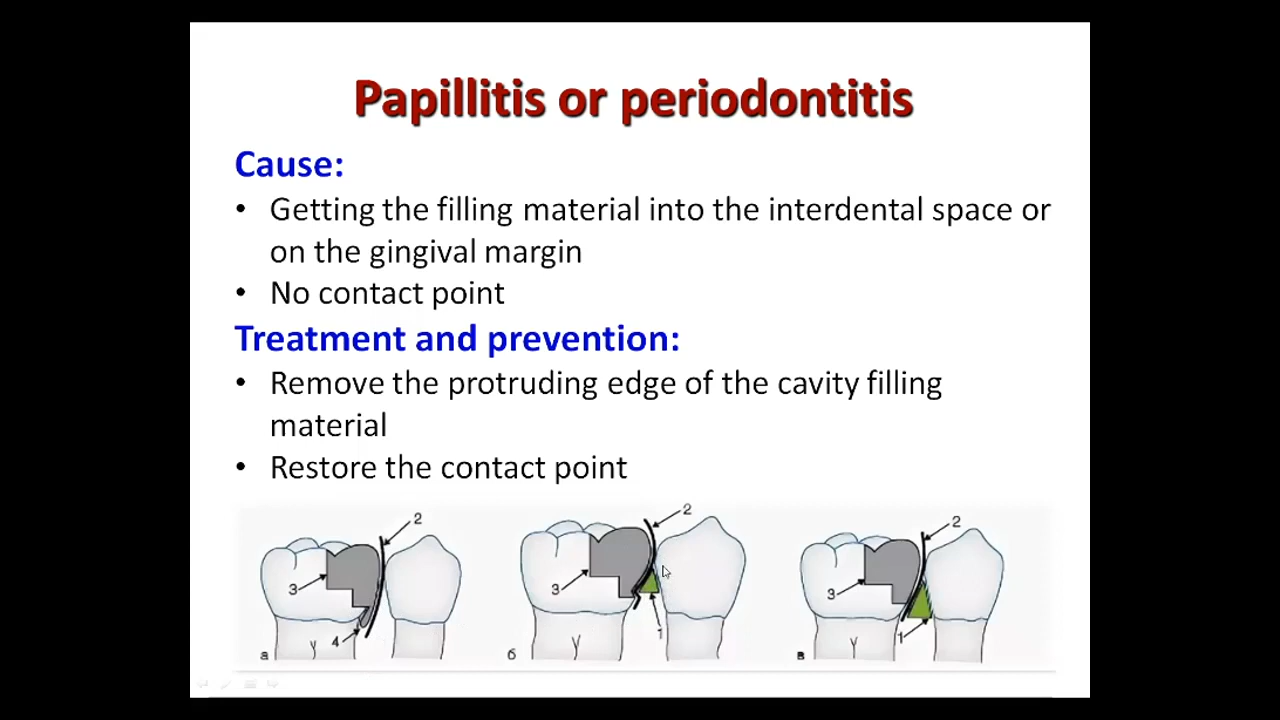 Papillitis or periodontitis
Cause:
• Getting the filling material into the interdental space or
on the gingival margin
• No contact point
Treatment and prevention:
• Remove the protruding edge of the cavity filling
material
• Restore the contact point
2
3
4
а
2
3
1
б
2
3
1
в